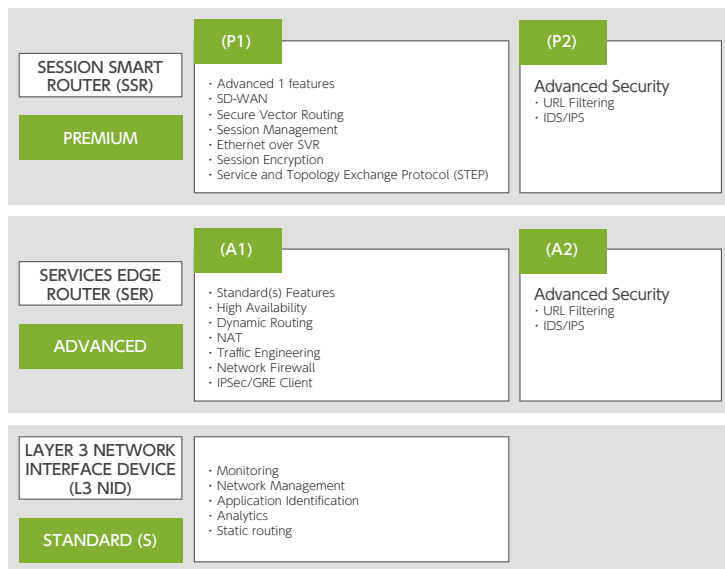 SESSION SMART
ROUTER (SSR)
PREMIUM
(P1)
· Advanced 1 features
· SD-WAN
· Secure Vector Routing
· Session Management
· Ethernet over SVR
· Session Encryption
· Service and Topology Exchange Protocol (STEP)
(P2)
Advanced Security
· URL Filtering
· IDS/IPS
SERVICES EDGE
ROUTER (SER)
ADVANCED
(A1)
· Standard(s) Features
· High Availability
· Dynamic Routing
· NAT
· Traffic Engineering
· Network Firewall
· IPSec/GRE Client
(A2)
Advanced Security
· URL Filtering
· IDS/IPS
LAYER 3 NETWORK
INTERFACE DEVICE
(L3 NID)
STANDARD (S)
· Monitoring
· Network Management
· Application Identification
· Analytics
· Static routing